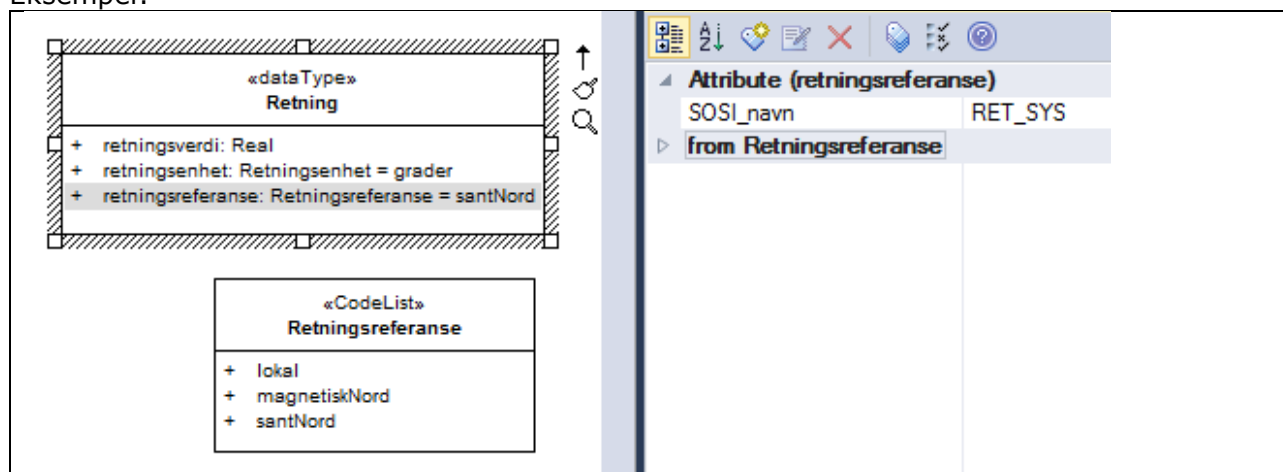 Eksempel:
«dataType»
Retning
+ retningsverdi: Real
+ retningsenhet: Retningsenhet = grader
+ retningsreferanse: Retningsreferanse = santNord
«CodeList»
Retningsreferanse
+ lokal
+ magnetiskNord
+ santNord
Attribute (retningsreferanse)
SOSI_navn RET_SYS
from Retningsreferanse